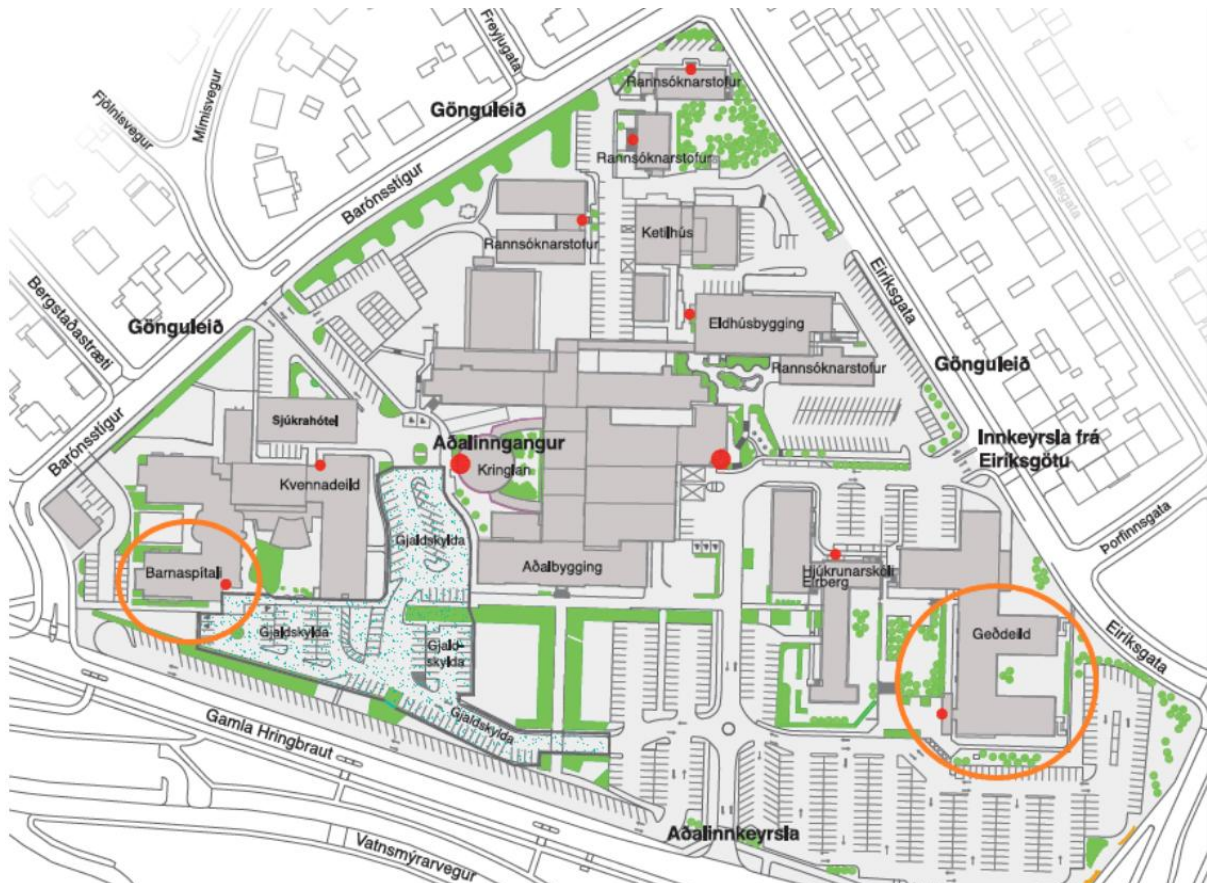 Freyjugata
Fjölnisvegur
Mímisvegur
Gönguleið
Barónsstígur
Rannsóknarstofur
Rannsóknarstofur
Rannsóknarstofur
Ketilhús
Leifsgata
Eiríksgata
Bergstaðastræti
Gönguleið
Eldhúsbygging
Rannsóknarstofur
Gönguleið
Barónsstígur
Sjúkrahótel
Aðalinngangur
Kringlan
Innkeyrsla frá
Eiríksgötu
Kvennadeild
Gjaldskylda
Þorfinnsgata
Barnaspítali
Aðalbygging
Hjúkrunarskóli
Eirberg
Geðdeild
Gjaldskylda
Gjald-
skylda
Eiríksgata
Gjaldskylda
Gamla Hringbraut
Aðalinnkeyrsla
Vatnsmýrarvegur